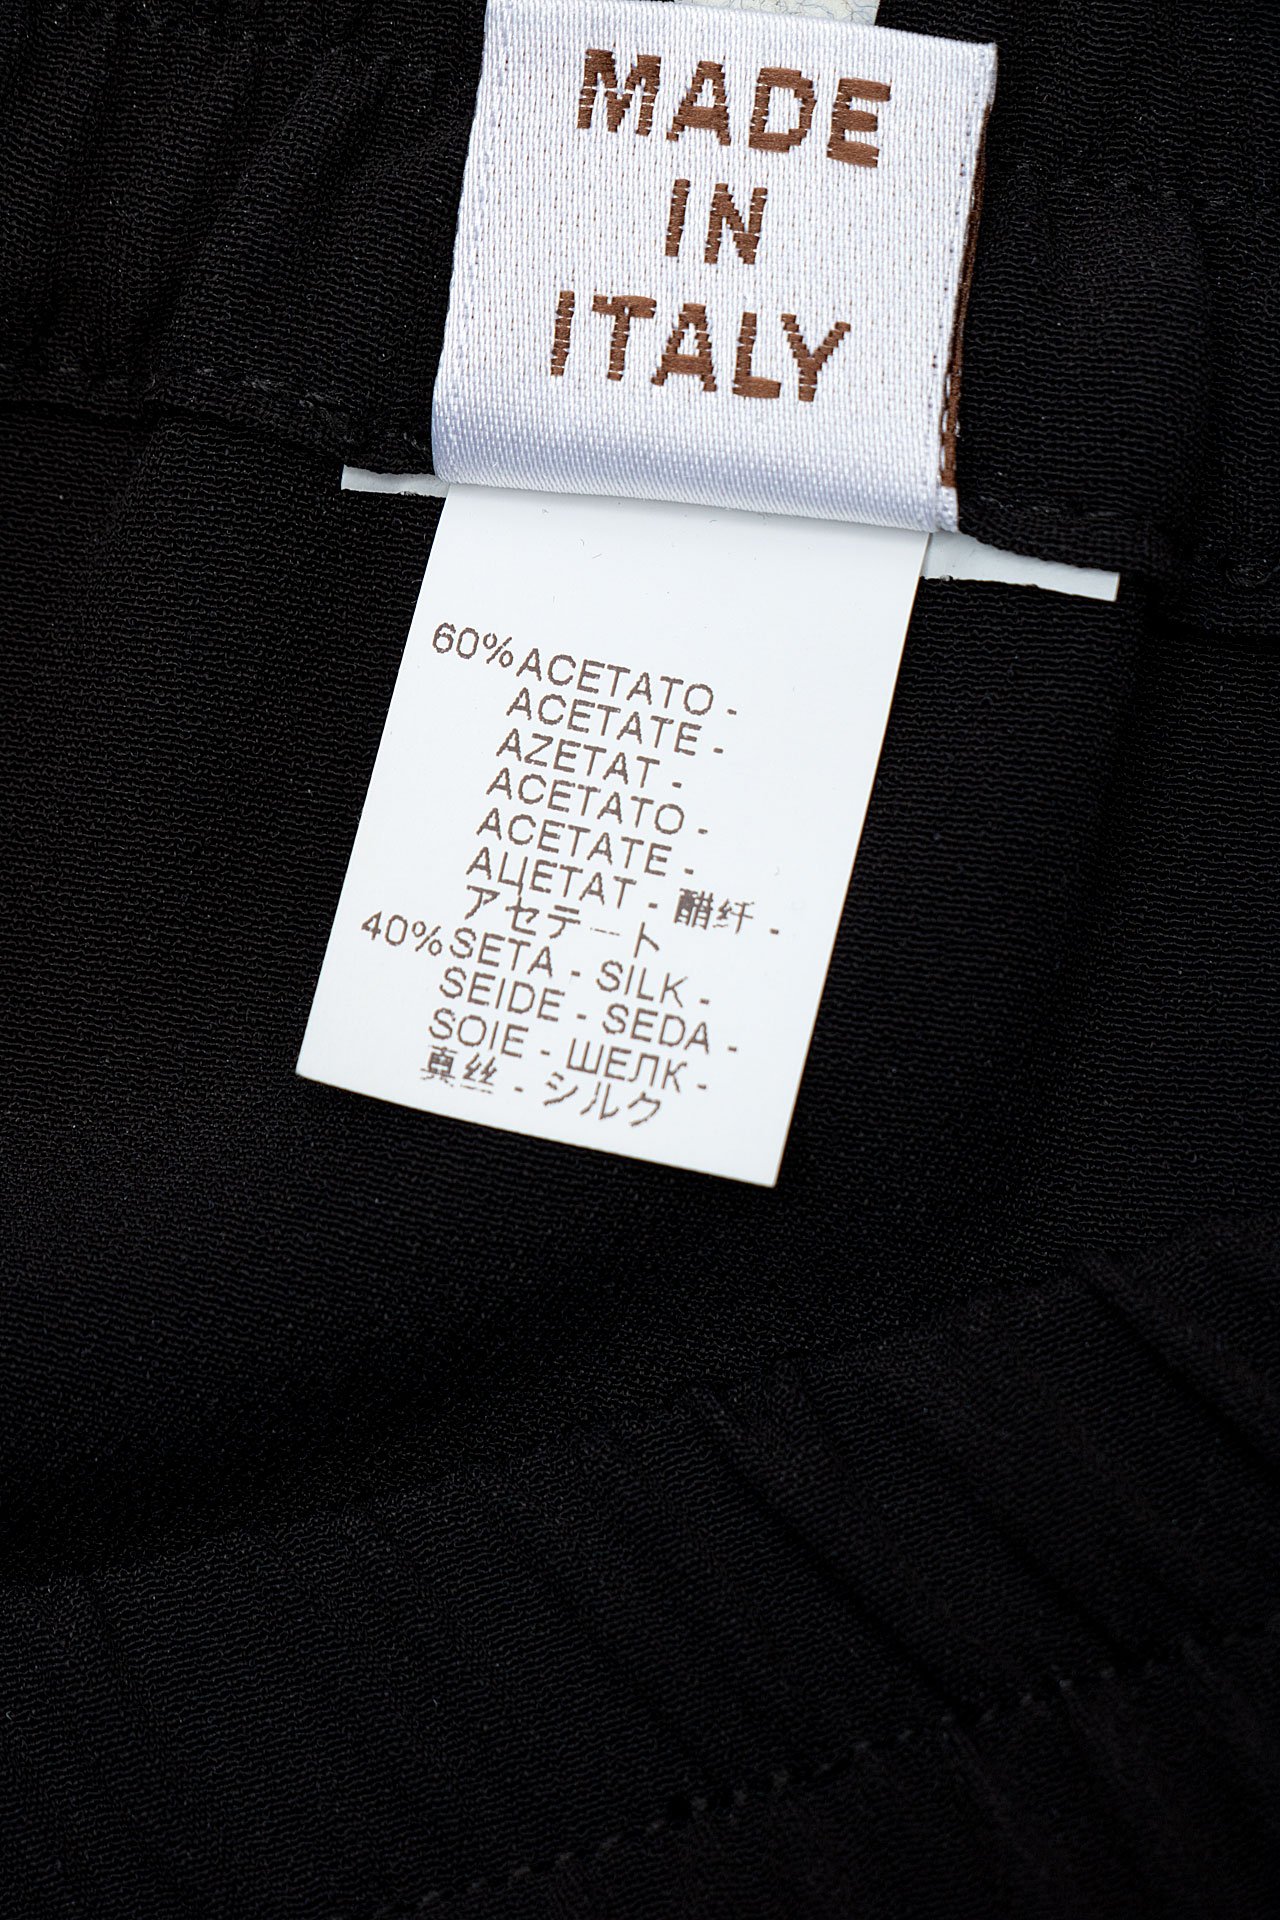 MADE
IN
ITALY
60%ACETATO -
ACETATE -
AZETAT -
ACETATO -
ACETATE -
АЦЕТАТ - 醋纤 -
アセテート
40%SETA - SILK -
SEIDE - SEDA -
SOIE - ШЕЛК -
真丝 - シルク